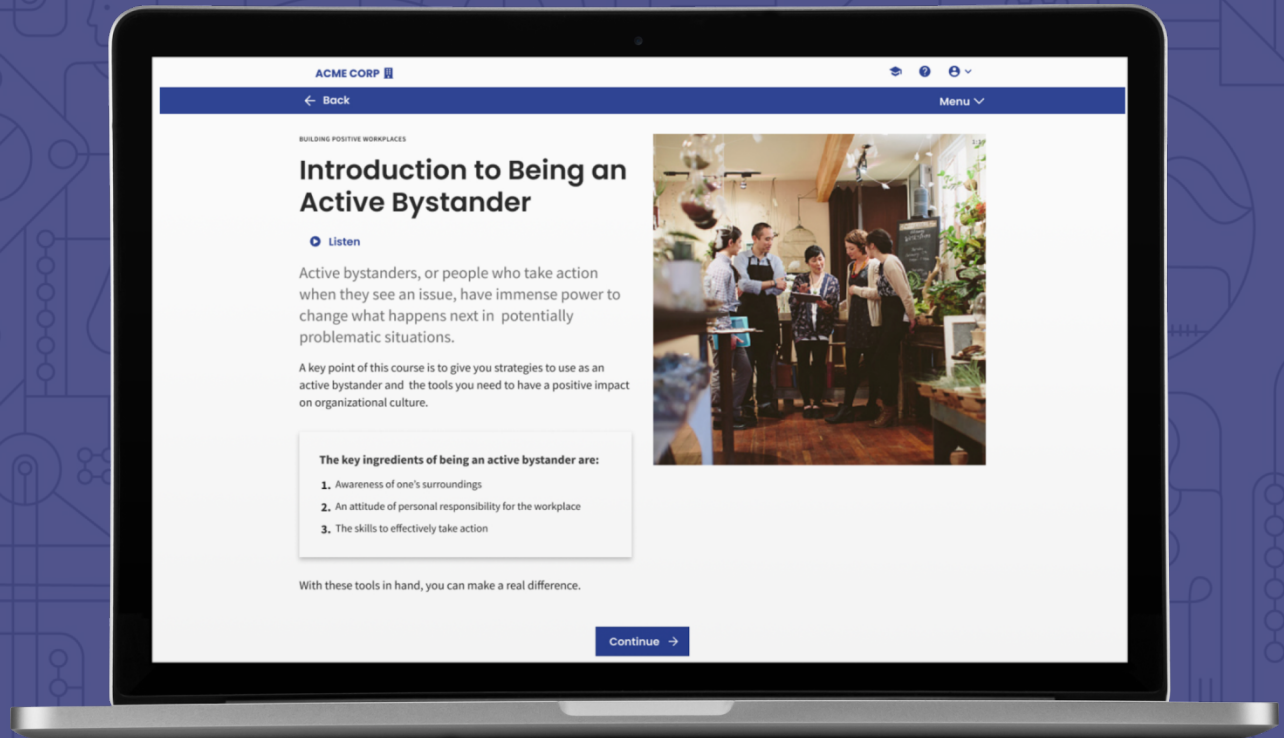 ACME CORP
Back
Menu
BUILDING POSITIVE WORKPLACES
Introduction to Being an
Active Bystander
Listen
Active bystanders, or people who take action
when they see an issue, have immense power to
change what happens next in potentially
problematic situations.
A key point of this course is to give you strategies to use as an
active bystander and the tools you need to have a positive impact
on organizational culture.
The key ingredients of being an active bystander are:
1. Awareness of one's surroundings
2. An attitude of personal responsibility for the workplace
3. The skills to effectively take action
With these tools in hand, you can make a real difference.
Continue